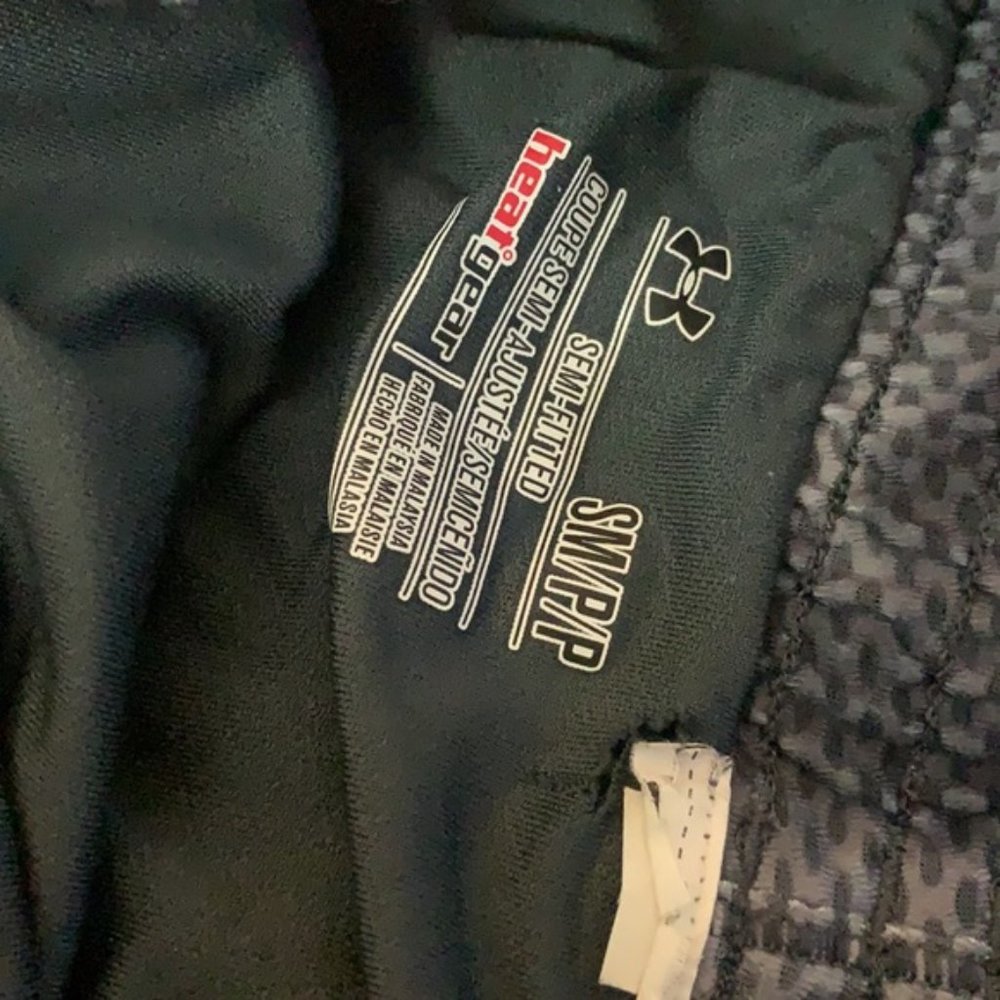 SM/P/P
SEMI-FITTED
COUPE SEMI-AJUSTÉE/SEMICEÑIDO
heatgear
MADE IN MALAYSIA
FABRIQUÉ EN MALAISIE
HECHO EN MALASIA